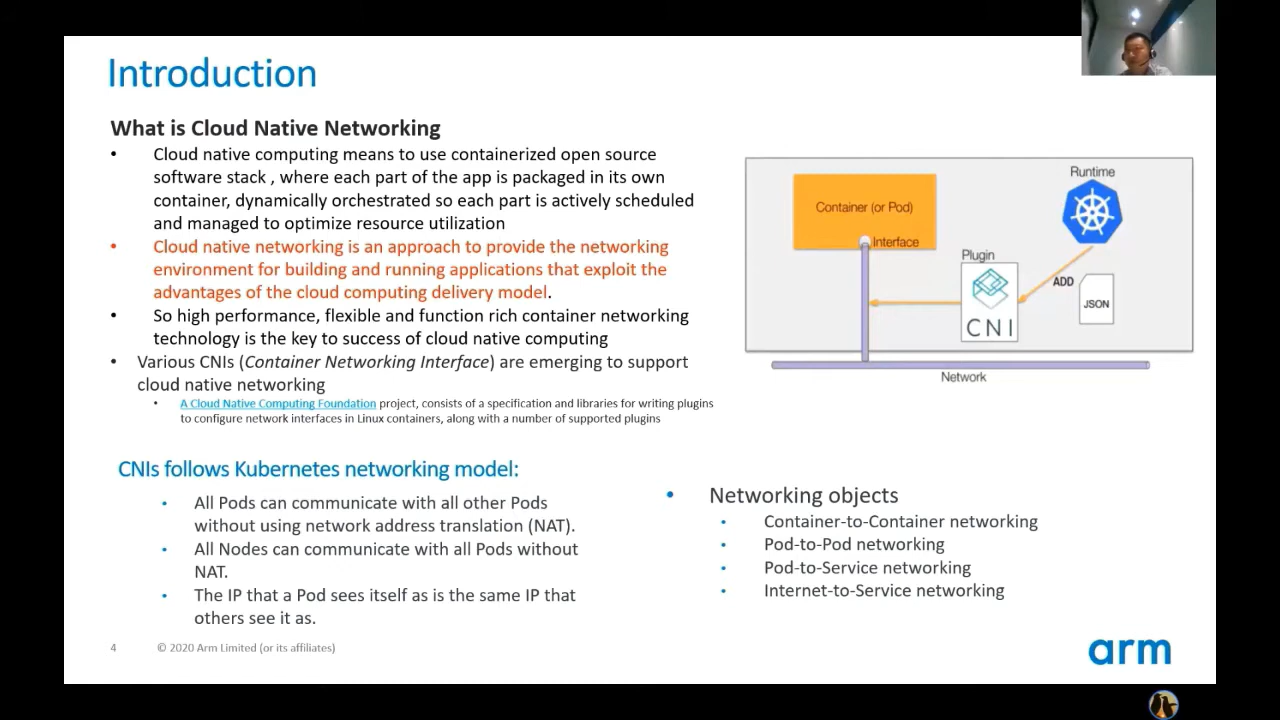 Introduction
What is Cloud Native Networking
• Cloud native computing means to use containerized open source
software stack , where each part of the app is packaged in its own
container, dynamically orchestrated so each part is actively scheduled
and managed to optimize resource utilization
• Cloud native networking is an approach to provide the networking
environment for building and running applications that exploit the
advantages of the cloud computing delivery model.
• So high performance, flexible and function rich container networking
technology is the key to success of cloud native computing
• Various CNIs (Container Networking Interface) are emerging to support
cloud native networking
• A Cloud Native Computing Foundation project, consists of a specification and libraries for writing plugins
to configure network interfaces in Linux containers, along with a number of supported plugins
Container (or Pod)
Interface
Runtime
Plugin
CNI
ADD
JSON
Network
CNIs follows Kubernetes networking model:
• All Pods can communicate with all other Pods
without using network address translation (NAT).
• All Nodes can communicate with all Pods without
NAT.
• The IP that a Pod sees itself as is the same IP that
others see it as.
• Networking objects
• Container-to-Container networking
• Pod-to-Pod networking
• Pod-to-Service networking
• Internet-to-Service networking
4 © 2020 Arm Limited (or its affiliates)
arm